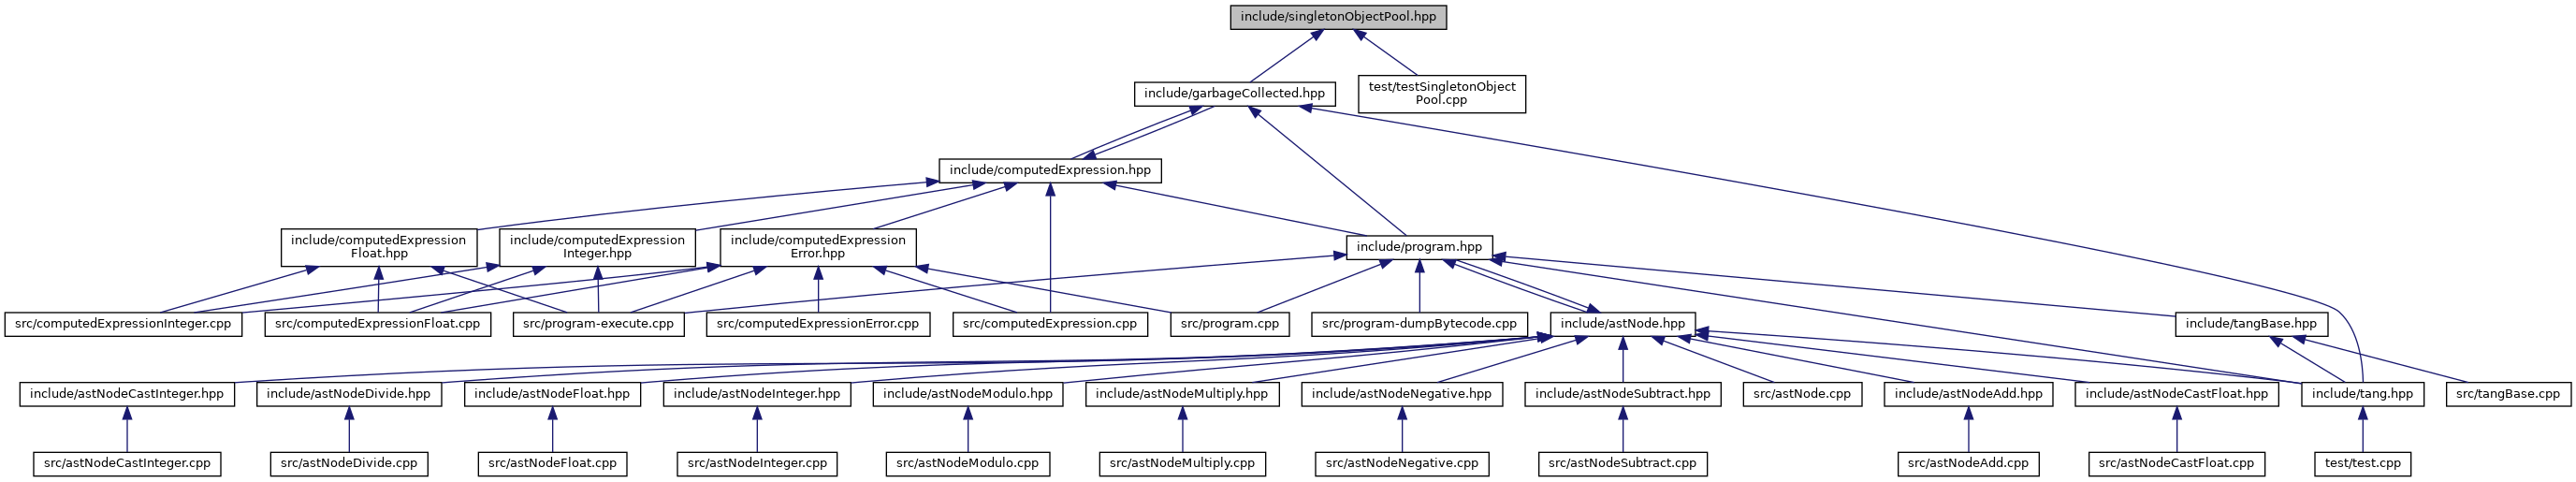 include/singletonObjectPool.hpp
include/garbageCollected.hpp
test/testSingletonObject
Pool.cpp
include/computedExpression.hpp
include/computedExpression
Float.hpp
include/computedExpression
Integer.hpp
include/computedExpression
Error.hpp
include/program.hpp
src/computedExpressionInteger.cpp
src/computedExpressionFloat.cpp
src/program-execute.cpp
src/computedExpressionError.cpp
src/computedExpression.cpp
src/program.cpp
src/program-dumpBytecode.cpp
include/astNode.hpp
include/tangBase.hpp
include/astNodeCastInteger.hpp
include/astNodeDivide.hpp
include/astNodeFloat.hpp
include/astNodeInteger.hpp
include/astNodeModulo.hpp
include/astNodeMultiply.hpp
include/astNodeNegative.hpp
include/astNodeSubtract.hpp
src/astNode.cpp
include/astNodeAdd.hpp
include/astNodeCastFloat.hpp
include/tang.hpp
src/tangBase.cpp
src/astNodeCastInteger.cpp
src/astNodeDivide.cpp
src/astNodeFloat.cpp
src/astNodeInteger.cpp
src/astNodeModulo.cpp
src/astNodeMultiply.cpp
src/astNodeNegative.cpp
src/astNodeSubtract.cpp
src/astNodeAdd.cpp
src/astNodeCastFloat.cpp
test/test.cpp